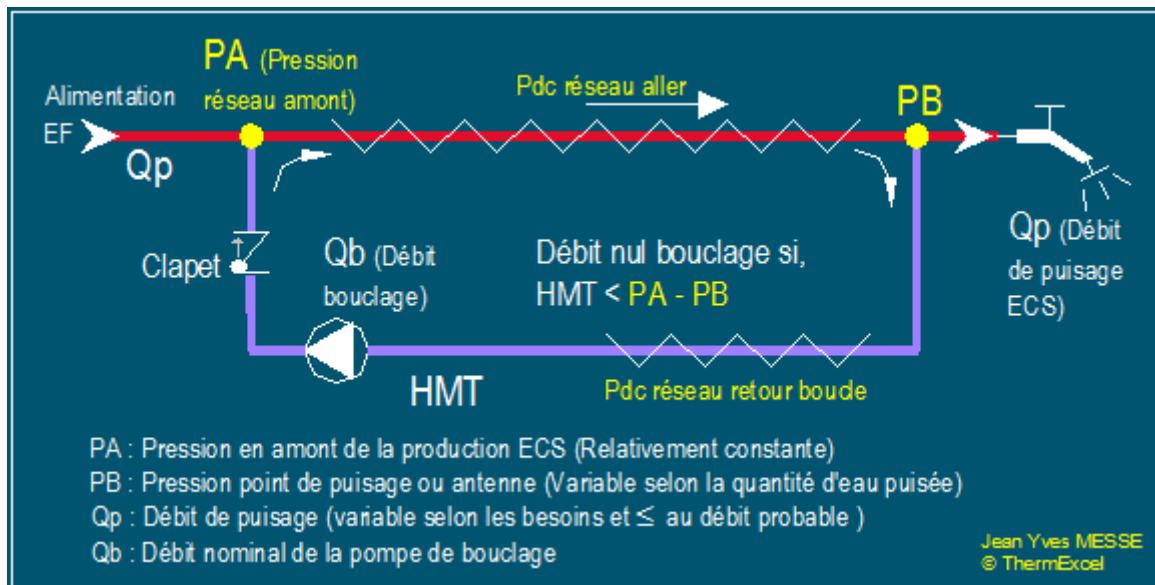 PA (Pression
réseau amont)
Pdc réseau aller
PB
Alimentation
EF
Qp
Clapet
Qb (Débit
bouclage)
Débit nul bouclage si,
HMT < PA - PB
Qp (Débit
de puisage
ECS)
HMT
Pdc réseau retour boucle
PA : Pression en amont de la production ECS (Relativement constante)
PB : Pression point de puisage ou antenne (Variable selon la quantité d'eau puisée)
Qp : Débit de puisage (variable selon les besoins et ≤ au débit probable )
Qb : Débit nominal de la pompe de bouclage
Jean Yves MESSE
© ThermExcel